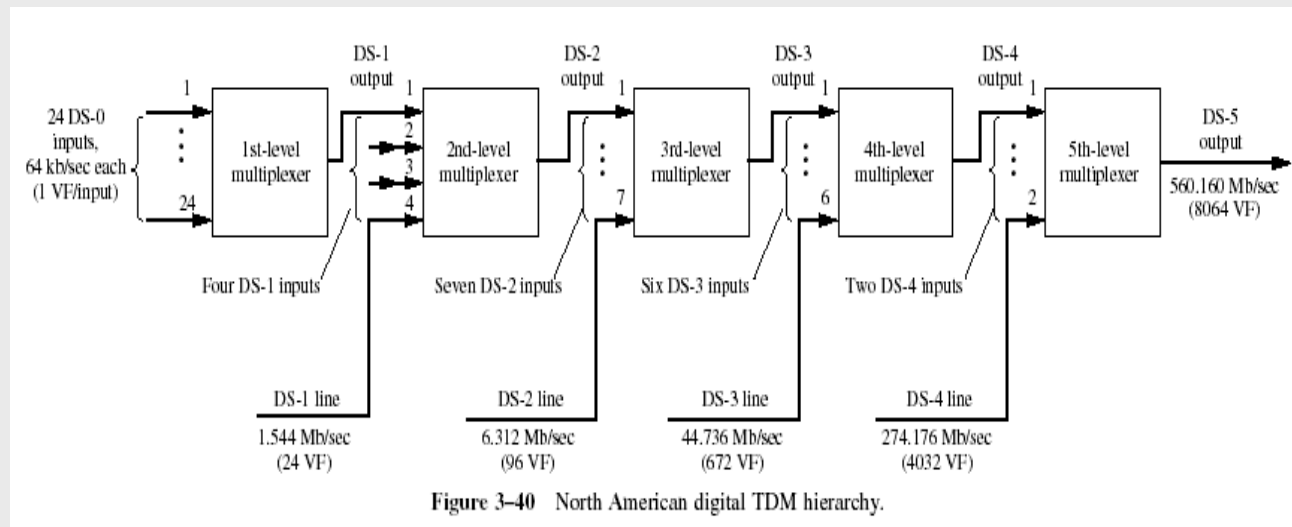 DS-1
output
DS-2
output
DS-3
output
DS-4
output
24 DS-0
inputs,
64 kb/sec each
(1 VF/input)
1
24
1st-level
multiplexer
1
2
3
4
2nd-level
multiplexer
1
7
3rd-level
multiplexer
1
6
4th-level
multiplexer
1
2
5th-level
multiplexer
DS-5
output
560.160 Mb/sec
(8064 VF)
Four DS-1 inputs
Seven DS-2 inputs
Six DS-3 inputs
Two DS-4 inputs
DS-1 line
1.544 Mb/sec
(24 VF)
DS-2 line
6.312 Mb/sec
(96 VF)
DS-3 line
44.736 Mb/sec
(672 VF)
DS-4 line
274.176 Mb/sec
(4032 VF)
Figure 3–40 North American digital TDM hierarchy.